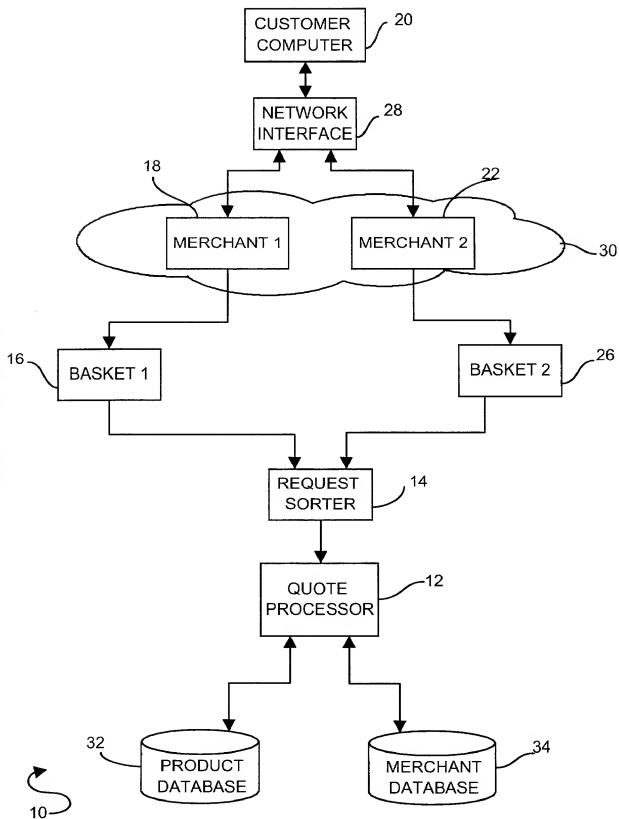 CUSTOMER
COMPUTER
20
NETWORK
INTERFACE
28
18
22
MERCHANT 1
MERCHANT 2
30
16
BASKET 1
BASKET 2
26
REQUEST
SORTER
14
QUOTE
PROCESSOR
12
32
PRODUCT
DATABASE
MERCHANT
DATABASE
34
10